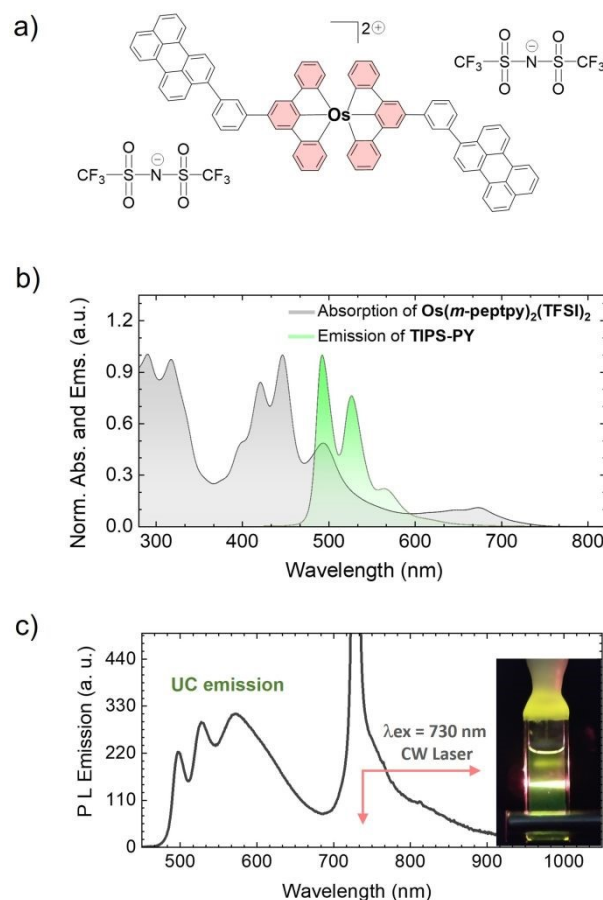 a)
2⊕
CF₃ S N⊖ S CF₃
O O
O O
Os
CF₃ S N⊖ S CF₃
O O
O O
b)
Absorption of Os(m-peptpy)₂(TFSI)₂
Emission of TIPS-PY
Norm. Abs. and Ems. (a.u.)
1.2
0.9
0.6
0.3
0.0
300 400 500 600 700 800
Wavelength (nm)
c)
P L Emission (a. u.)
440
330
220
110
0
UC emission
λex = 730 nm
CW Laser
500 600 700 800 900 1000
Wavelength (nm)